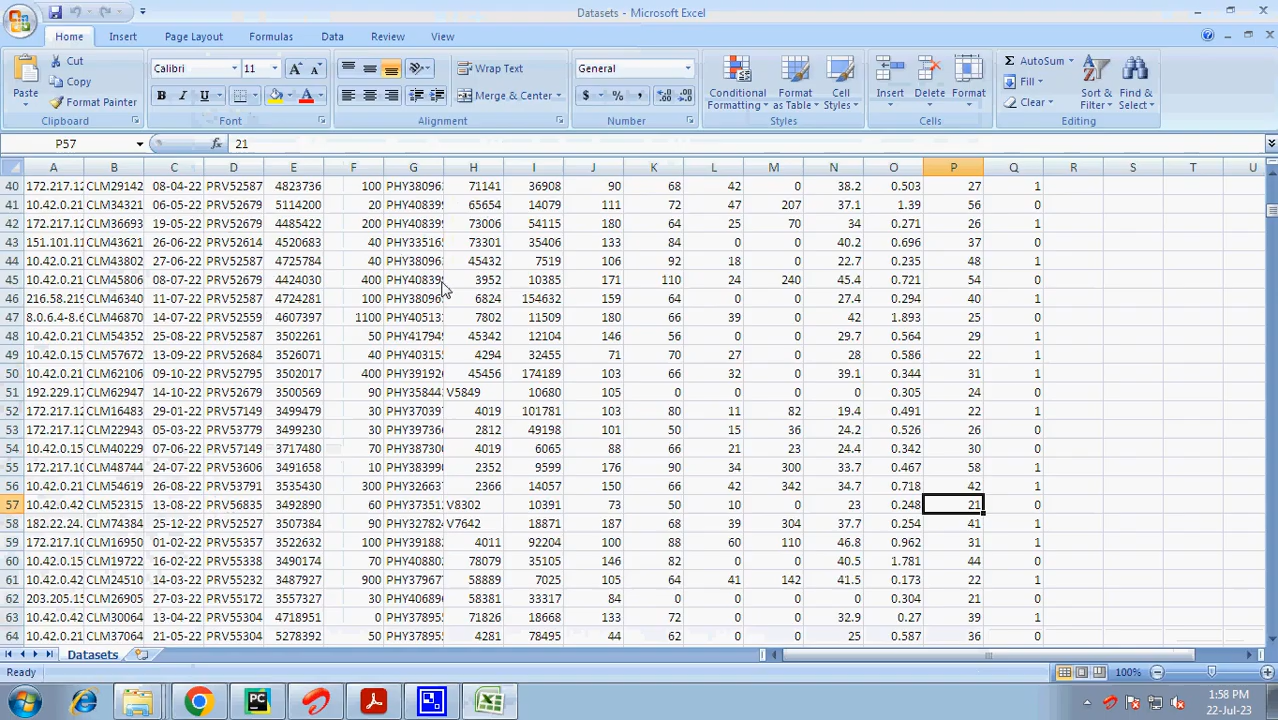 Datasets - Microsoft Excel
Home Insert Page Layout Formulas Data Review View
Paste Cut Calibri 11 Wrap Text General Conditional Formatting Format as Table Cell Styles Insert Delete Format AutoSum Sort & Filter Find & Select
Copy Fill
Format Painter B I U A Merge & Center $ % , Clear
Clipboard Font Alignment Number Styles Cells Editing
P57 fx 21
A B C D E F G H I J K L M N O P Q R S T U
40 172.217.12 CLM29142 08-04-22 PRV52587 4823736 100 PHY38096 71141 36908 90 68 42 0 38.2 0.503 27 1
41 10.42.0.21 CLM34321 06-05-22 PRV52679 5114200 20 PHY40839 65654 14079 111 72 47 207 37.1 1.39 56 0
42 172.217.12 CLM36693 19-05-22 PRV52679 4485422 200 PHY40839 73006 54115 180 64 25 70 34 0.271 26 1
43 151.101.11 CLM43621 26-06-22 PRV52614 4520683 40 PHY33516 73301 35406 133 84 0 0 40.2 0.696 37 0
44 10.42.0.21 CLM43802 27-06-22 PRV52587 4725784 40 PHY38096 45432 7519 106 92 18 0 22.7 0.235 48 1
45 10.42.0.21 CLM45806 08-07-22 PRV52679 4424030 400 PHY40839 3952 10385 171 110 24 240 45.4 0.721 54 0
46 216.58.219 CLM46340 11-07-22 PRV52587 4724281 100 PHY38096 6824 154632 159 64 0 0 27.4 0.294 40 1
47 8.0.6.4-8.6 CLM46870 14-07-22 PRV52559 4607397 1100 PHY40513 7802 11509 180 66 39 0 42 1.893 25 0
48 10.42.0.21 CLM54352 25-08-22 PRV52587 3502261 50 PHY41794 45342 12104 146 56 0 0 29.7 0.564 29 1
49 10.42.0.15 CLM57672 13-09-22 PRV52684 3526071 40 PHY40315 4294 32455 71 70 27 0 28 0.586 22 1
50 10.42.0.21 CLM62106 09-10-22 PRV52795 3502017 400 PHY39192 45456 174189 103 66 32 0 39.1 0.344 31 1
51 192.229.17 CLM62947 14-10-22 PRV52679 3500569 90 PHY35844 V5849 10680 105 0 0 0 0 0.305 24 0
52 172.217.12 CLM16483 29-01-22 PRV57149 3499479 30 PHY37039 4019 101781 103 80 11 82 19.4 0.491 22 1
53 172.217.12 CLM22943 05-03-22 PRV53779 3499230 30 PHY39736 2812 49198 101 50 15 36 24.2 0.526 26 0
54 10.42.0.15 CLM40229 07-06-22 PRV57149 3717480 70 PHY38730 4019 6065 88 66 21 23 24.4 0.342 30 0
55 172.217.10 CLM48744 24-07-22 PRV53606 3491658 10 PHY38399 2352 9599 176 90 34 300 33.7 0.467 58 1
56 10.42.0.21 CLM54619 26-08-22 PRV53791 3535430 300 PHY32663 2366 14057 150 66 42 342 34.7 0.718 42 0
57 10.42.0.42 CLM52315 13-08-22 PRV56835 3492890 60 PHY37351 V8302 10391 73 50 10 0 23 0.248 21 0
58 182.22.24. CLM74384 25-12-22 PRV52527 3507384 90 PHY32782 V7642 18871 187 68 39 304 37.7 0.254 41 1
59 172.217.10 CLM16950 01-02-22 PRV55357 3522632 100 PHY39188 4011 92204 100 88 60 110 46.8 0.962 31 1
60 10.42.0.15 CLM19722 16-02-22 PRV55338 3490174 70 PHY40880 78079 35105 146 82 0 0 40.5 1.781 44 0
61 10.42.0.42 CLM24510 14-03-22 PRV55232 3487927 900 PHY37967 58889 7025 105 64 41 142 41.5 0.173 22 1
62 203.205.15 CLM26905 27-03-22 PRV55172 3557327 30 PHY40689 58381 33317 84 0 0 0 0 0.304 21 0
63 10.42.0.42 CLM30064 13-04-22 PRV55304 4718951 0 PHY37895 71826 18668 133 72 0 0 32.9 0.27 39 1
64 10.42.0.21 CLM37064 21-05-22 PRV55304 5278392 50 PHY37895 4281 78495 44 62 0 0 25 0.587 36 0
Datasets
Ready 100%
1:58 PM
22-Jul-23